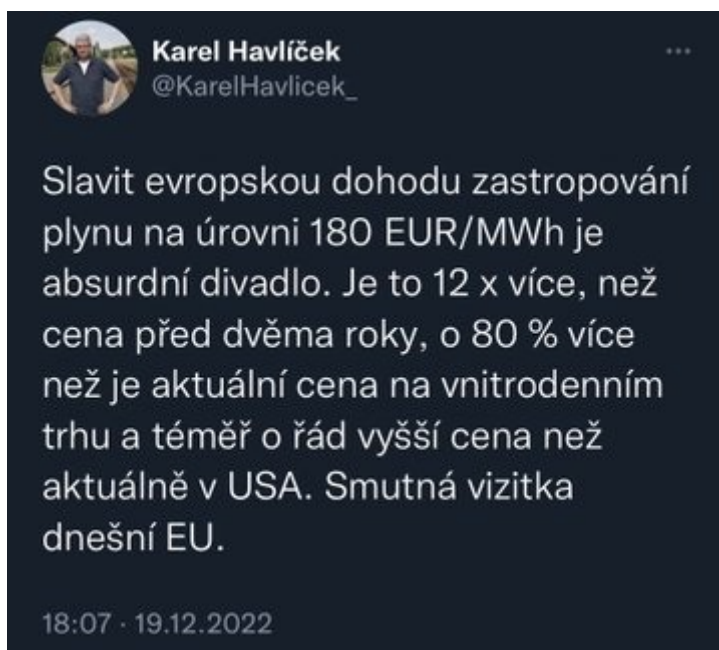 Karel Havlíček
@KarelHavlicek_
Slavit evropskou dohodu zastropování
plynu na úrovni 180 EUR/MWh je
absurdní divadlo. Je to 12 x více, než
cena před dvěma roky, o 80 % více
než je aktuální cena na vnitrodenním
trhu a téměř o řád vyšší cena než
aktuálně v USA. Smutná vizitka
dnešní EU.
18:07 · 19.12.2022